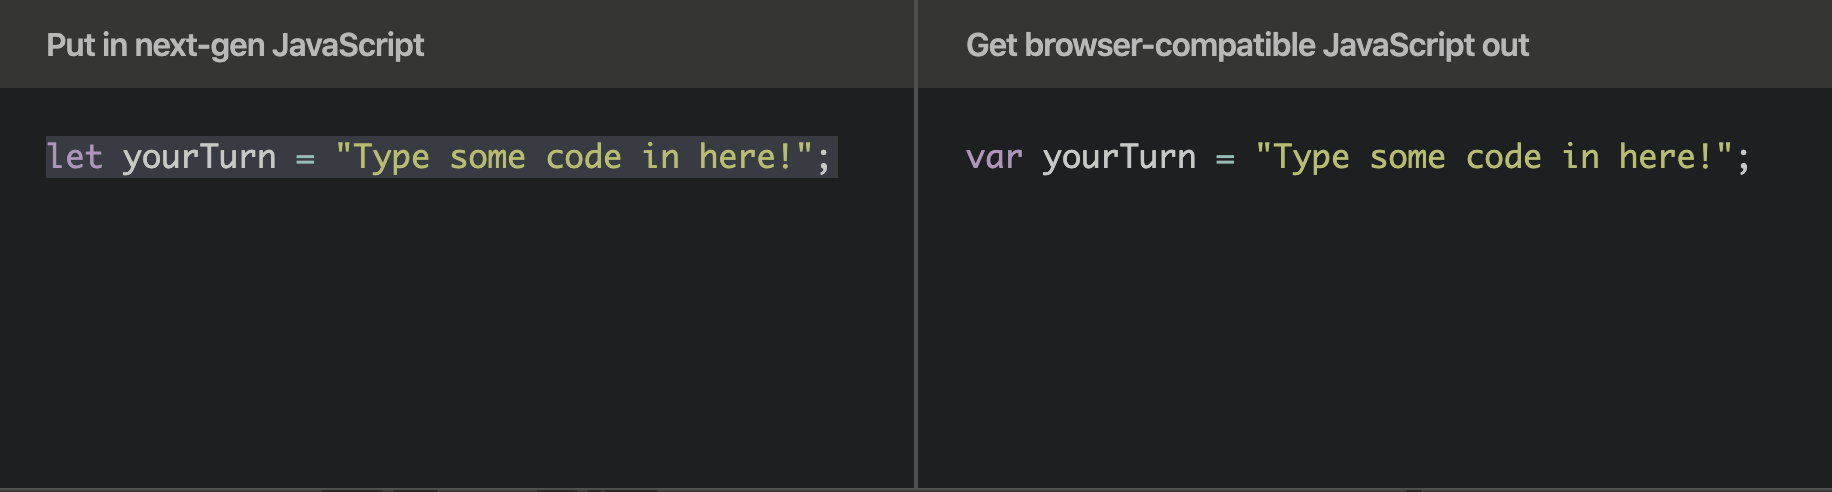 Put in next-gen JavaScript
Get browser-compatible JavaScript out
let yourTurn = "Type some code in here!";
var yourTurn = "Type some code in here!";